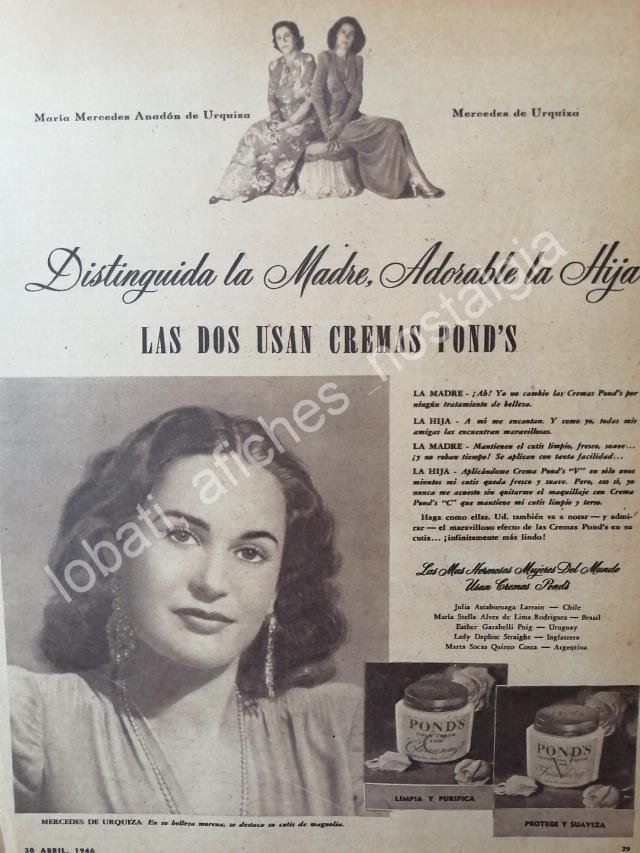 María Mercedes Anadón de Urquiza
Mercedes de Urquiza
Distinguida la Madre, Adorable la Hija
LAS DOS USAN CREMAS POND'S
LA MADRE - ¡Ah! Yo no cambio las Cremas Pond's por
ningún tratamiento de belleza.
LA HIJA - A mí me encantan. Y como yo, todas mis
amigas las encuentran maravillosas.
LA MADRE - Mantienen el cutis limpio, fresco, suave...
¡y no roban tiempo! Se aplican con tanta facilidad...
LA HIJA - Aplicándome Crema Pond's "V" en sólo unos
minutos mi cutis queda fresco y suave. Pero, eso sí, yo
nunca me acuesto sin quitarme el maquillaje con Crema
Pond's "C" que mantiene mi cutis limpio y terso.
Haga como ellas. Ud. también va a notar — y admi-
rar — el maravilloso efecto de las Cremas Pond's en su
cutis... ¡infinitamente más lindo!
Las Mas Hermosas Mujeres Del Mundo
Usan Cremas Pond's
Julia Astaburuaga Larraín — Chile
María Stella Alves de Lima Rodrigues — Brasil
Esther Garabelli Puig — Uruguay
Lady Daphne Straight — Inglaterra
Marta Socas Quirno Costa — Argentina
POND'S
COLD CREAM
FOR
Cleansing
LIMPIA Y PURIFICA
POND'S
Finishing
PROTEGE Y SUAVIZA
MERCEDES DE URQUIZA En su belleza morena, se destaca su cutis de magnolia.
30 ABRIL, 1946
29
lobati_afiches_nostalgia